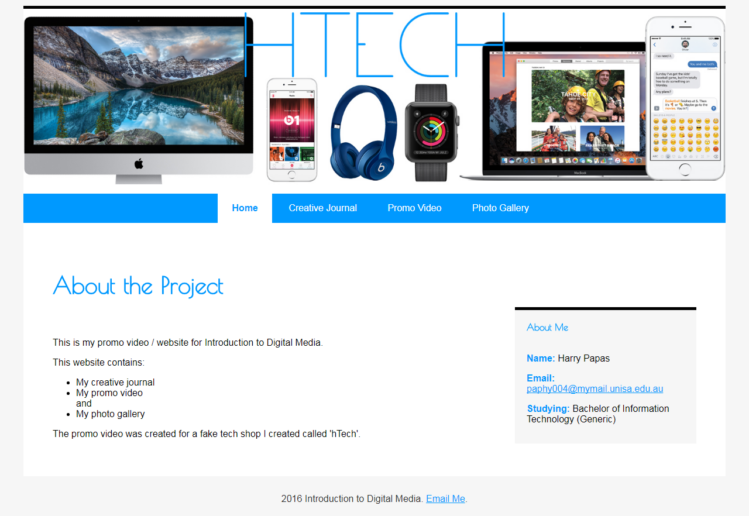 HTECH
Home Creative Journal Promo Video Photo Gallery
About the Project
This is my promo video / website for Introduction to Digital Media.
This website contains:
My creative journal
My promo video
and
My photo gallery
The promo video was created for a fake tech shop I created called 'hTech'.
About Me
Name: Harry Papas
Email:
paphy004@mymail.unisa.edu.au
Studying: Bachelor of Information
Technology (Generic)
2016 Introduction to Digital Media. Email Me.